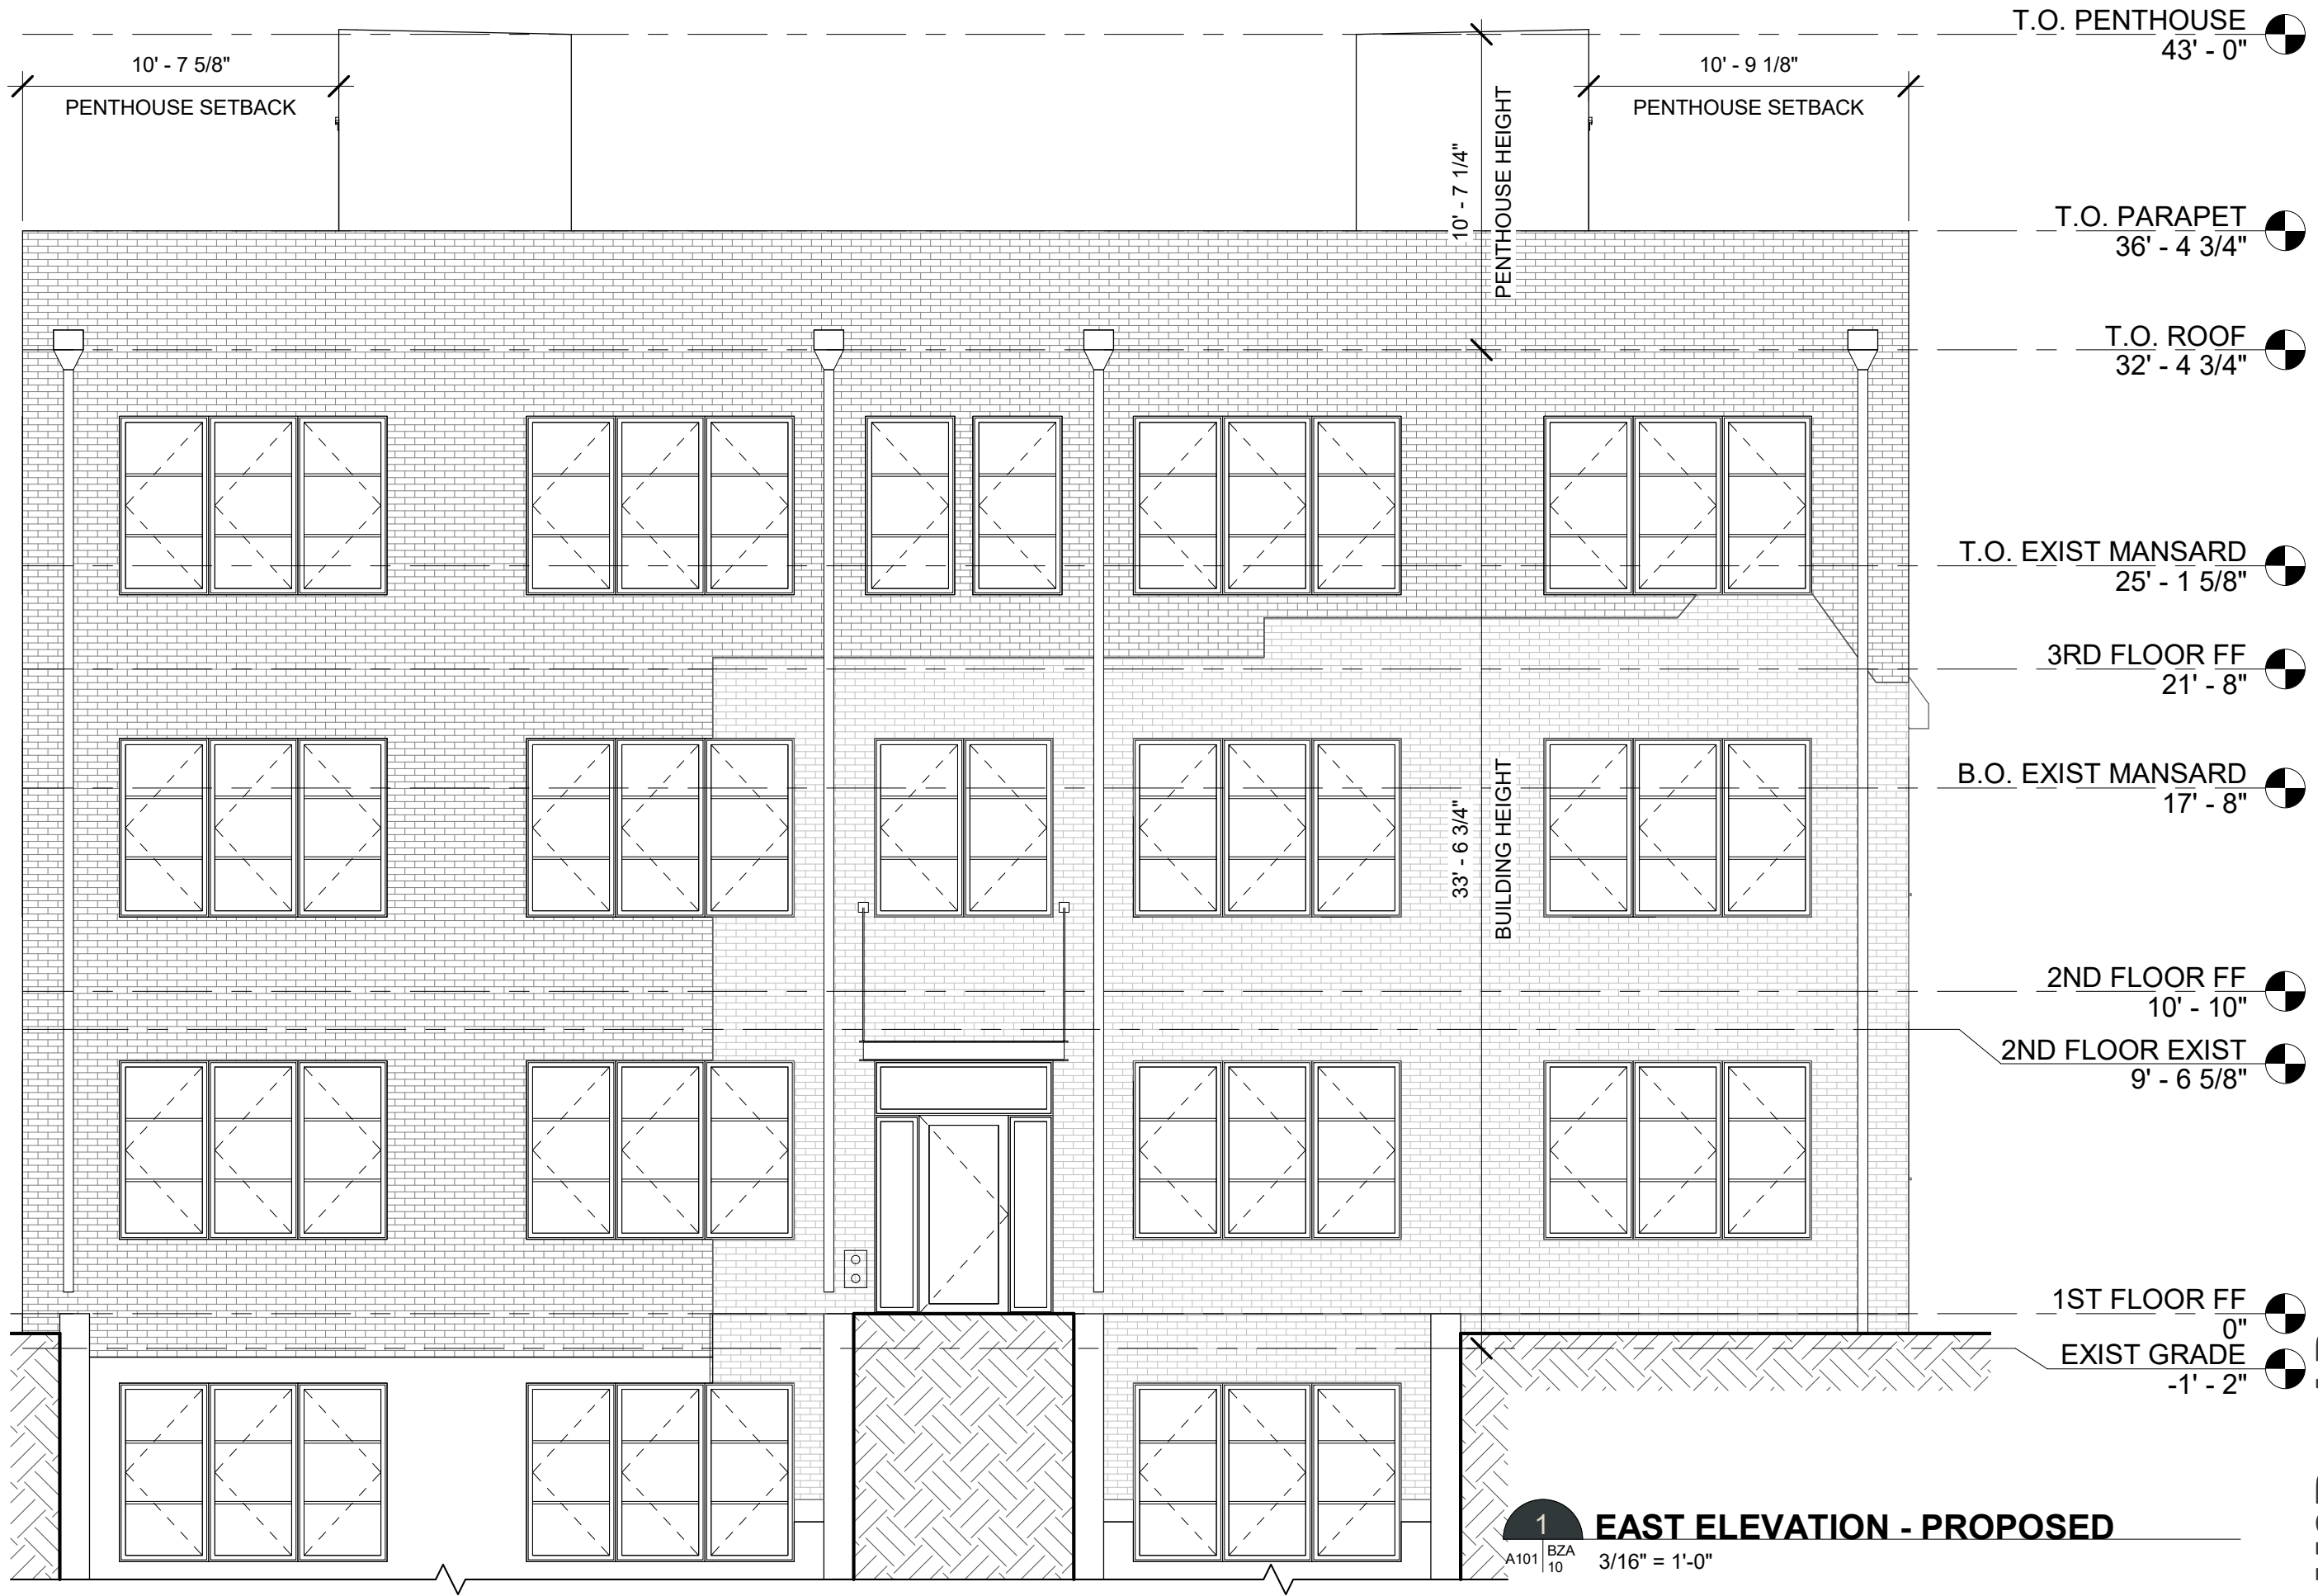 T.O. PENTHOUSE
43' - 0"
10' - 7 5/8"
PENTHOUSE SETBACK
10' - 9 1/8"
PENTHOUSE SETBACK
10' - 7 1/4"
PENTHOUSE HEIGHT
T.O. PARAPET
36' - 4 3/4"
T.O. ROOF
32' - 4 3/4"
T.O. EXIST MANSARD
25' - 1 5/8"
3RD FLOOR FF
21' - 8"
B.O. EXIST MANSARD
17' - 8"
33' - 6 3/4"
BUILDING HEIGHT
2ND FLOOR FF
10' - 10"
2ND FLOOR EXIST
9' - 6 5/8"
1ST FLOOR FF
0"
EXIST GRADE
-1' - 2"
1
A101
BZA
10
EAST ELEVATION - PROPOSED
3/16" = 1'-0"